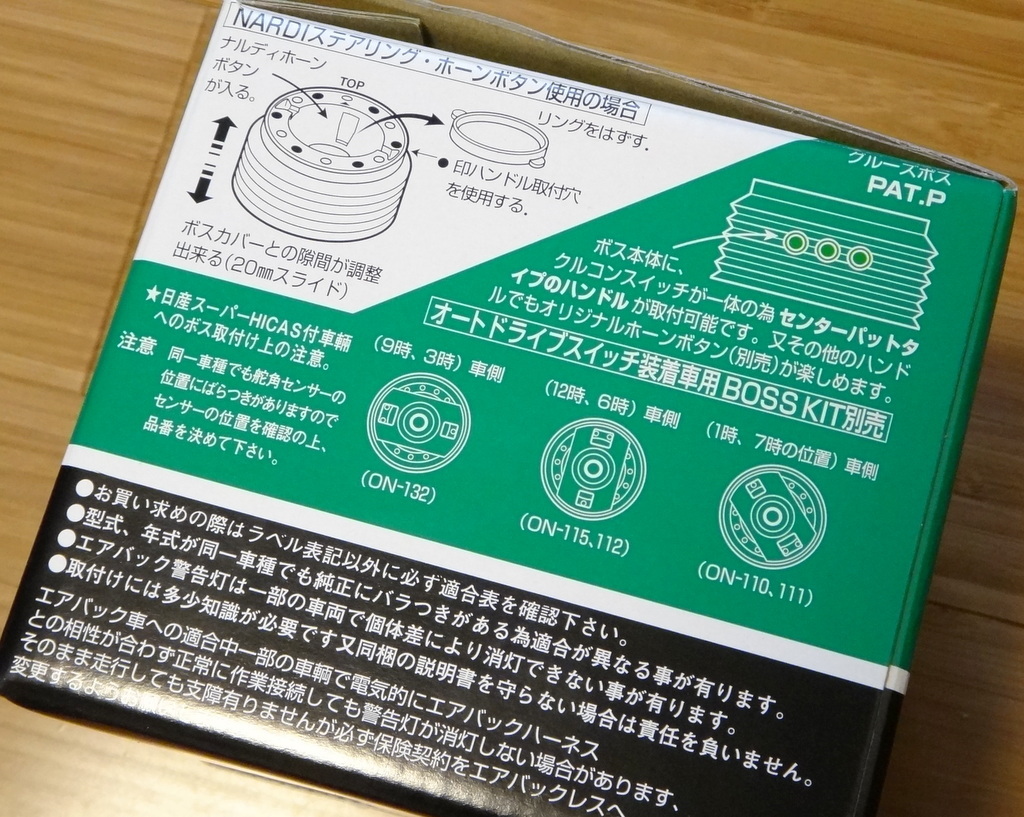 NARDIステアリング・ホーンボタン使用の場合
ナルディホーン
ボタン
が入る。
TOP
リングをはずす.
●印ハンドル取付穴
を使用する.
ボスカバーとの隙間が調整
出来る(20mmスライド)
クルーズボス
PAT.P
ボス本体に、
クルコンスイッチが一体の為 センターパットタ
イプのハンドル が取付可能です。又その他のハンド
ルでもオリジナルホーンボタン(別売)が楽しめます。
オートドライブスイッチ装着車用 BOSS KIT別売
★日産スーパーHICAS付車輌
へのボス取付け上の注意。
注意 同一車種でも舵角センサーの
位置にばらつきがありますので
センサーの位置を確認の上、
品番を決めて下さい。
(9時、3時) 車側
(ON-132)
(12時、6時) 車側
(ON-115、112)
(1時、7時の位置) 車側
(ON-110、111)
●お買い求めの際はラベル表記以外に必ず適合表を確認下さい。
●型式、年式が同一車種でも純正にバラつきがある為適合が異なる事が有ります。
●エアバック警告灯は一部の車両で個体差により消灯できない事が有ります。
●取付けには多少知識が必要です又同梱の説明書を守らない場合は責任を負いません。
エアバック車への適合中一部の車輌で電気的にエアバックハーネス
との相性が合わず正常に作業接続しても警告灯が消灯しない場合があります、
そのまま走行しても支障有りませんが必ず保険契約をエアバックレスへ
変更するよう